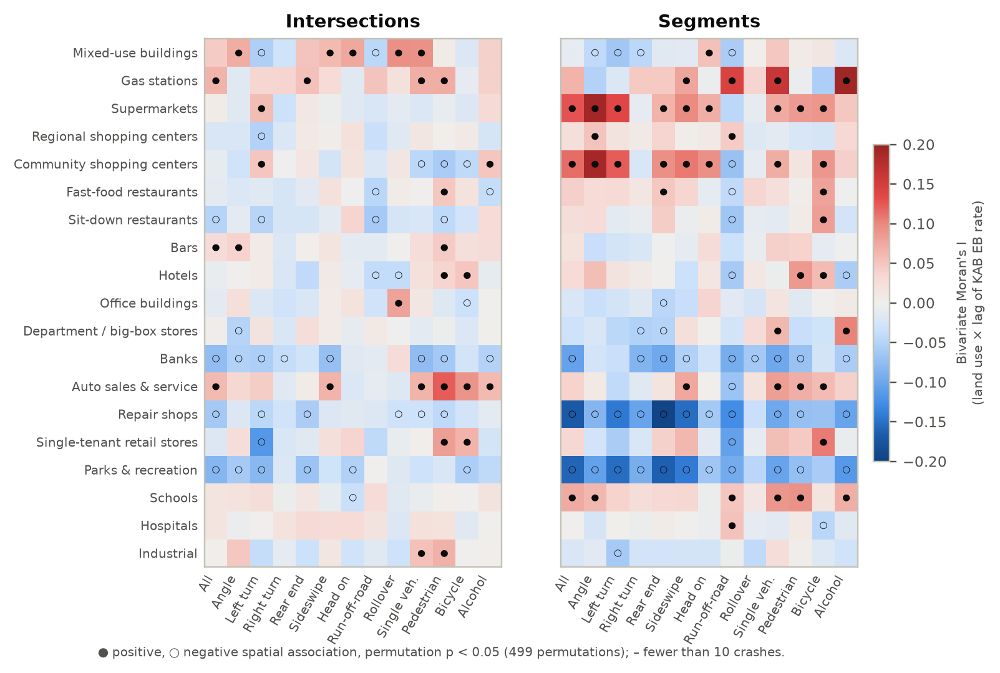 Intersections
Segments
Mixed-use buildings
Gas stations
Supermarkets
Regional shopping centers
Community shopping centers
Fast-food restaurants
Sit-down restaurants
Bars
Hotels
Office buildings
Department / big-box stores
Banks
Auto sales & service
Repair shops
Single-tenant retail stores
Parks & recreation
Schools
Hospitals
Industrial
All
Angle
Left turn
Right turn
Rear end
Sideswipe
Head on
Run-off-road
Rollover
Single veh.
Pedestrian
Bicycle
Alcohol
All
Angle
Left turn
Right turn
Rear end
Sideswipe
Head on
Run-off-road
Rollover
Single veh.
Pedestrian
Bicycle
Alcohol
0.20
0.15
0.10
0.05
0.00
−0.05
−0.10
−0.15
−0.20
Bivariate Moran's I
(land use × lag of KAB EB rate)
● positive, ○ negative spatial association, permutation p < 0.05 (499 permutations); – fewer than 10 crashes.